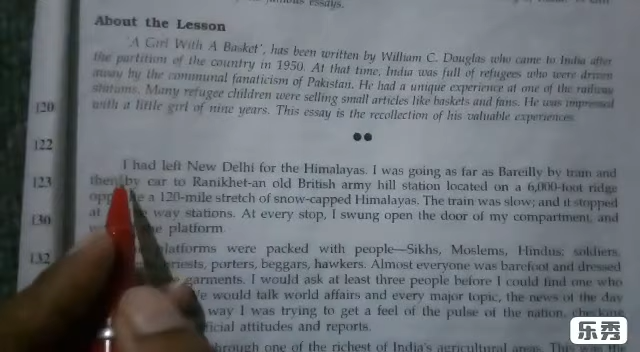 essays.
About the Lesson
'A Girl With A Basket', has been written by William C. Douglas who came to India after
the partition of the country in 1950. At that time, India was full of refugees who were driven
away by the communal fanaticism of Pakistan. He had a unique experience at one of the railway
stations. Many refugee children were selling small articles like baskets and fans. He was impressed
with a little girl of nine years. This essay is the recollection of his valuable experiences.
120
122
123
130
132
I had left New Delhi for the Himalayas. I was going as far as Bareilly by train and
then by car to Ranikhet-an old British army hill station located on a 6,000-foot ridge
a 120-mile stretch of snow-capped Himalayas. The train was slow; and it stopped
at way stations. At every stop, I swung open the door of my compartment, and
platform.
platforms were packed with people—Sikhs, Moslems, Hindus; soldiers,
priests, porters, beggars, hawkers. Almost everyone was barefoot and dressed
garments. I would ask at least three people before I could find one who
We would talk world affairs and every major topic, the news of the day
way I was trying to get a feel of the pulse of the nation,
official attitudes and reports.
through one of the richest of India's agricultural areas. This was the
乐秀